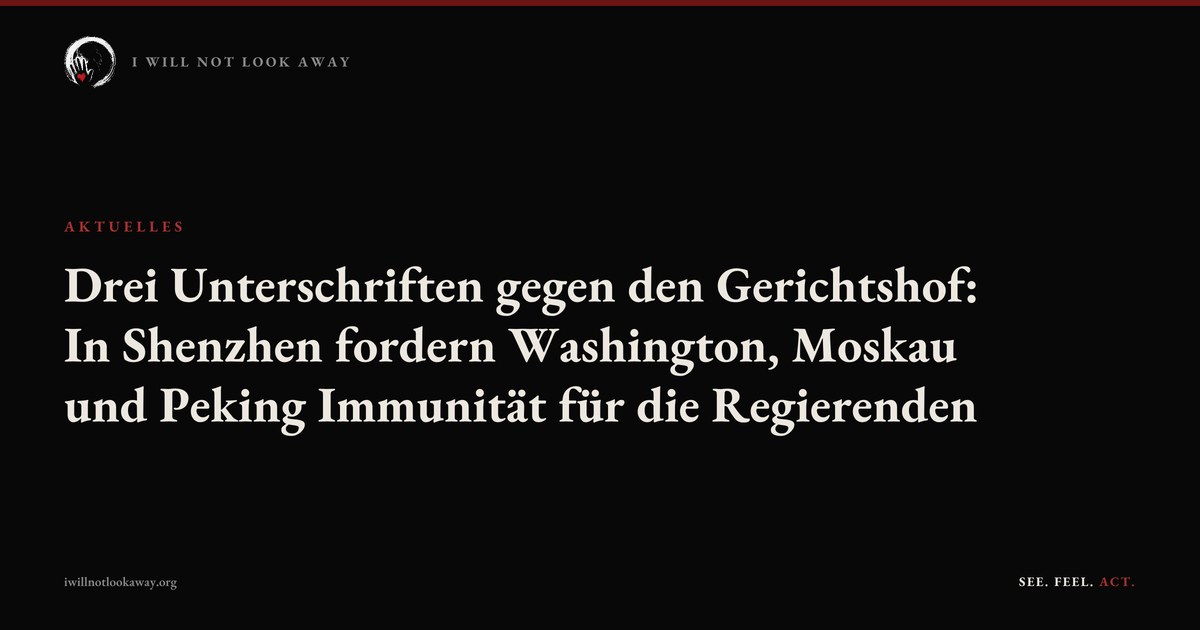 I WILL NOT LOOK AWAY
AKTUELLES
Drei Unterschriften gegen den Gerichtshof:
In Shenzhen fordern Washington, Moskau
und Peking Immunität für die Regierenden
iwillnotlookaway.org
SEE. FEEL. ACT.